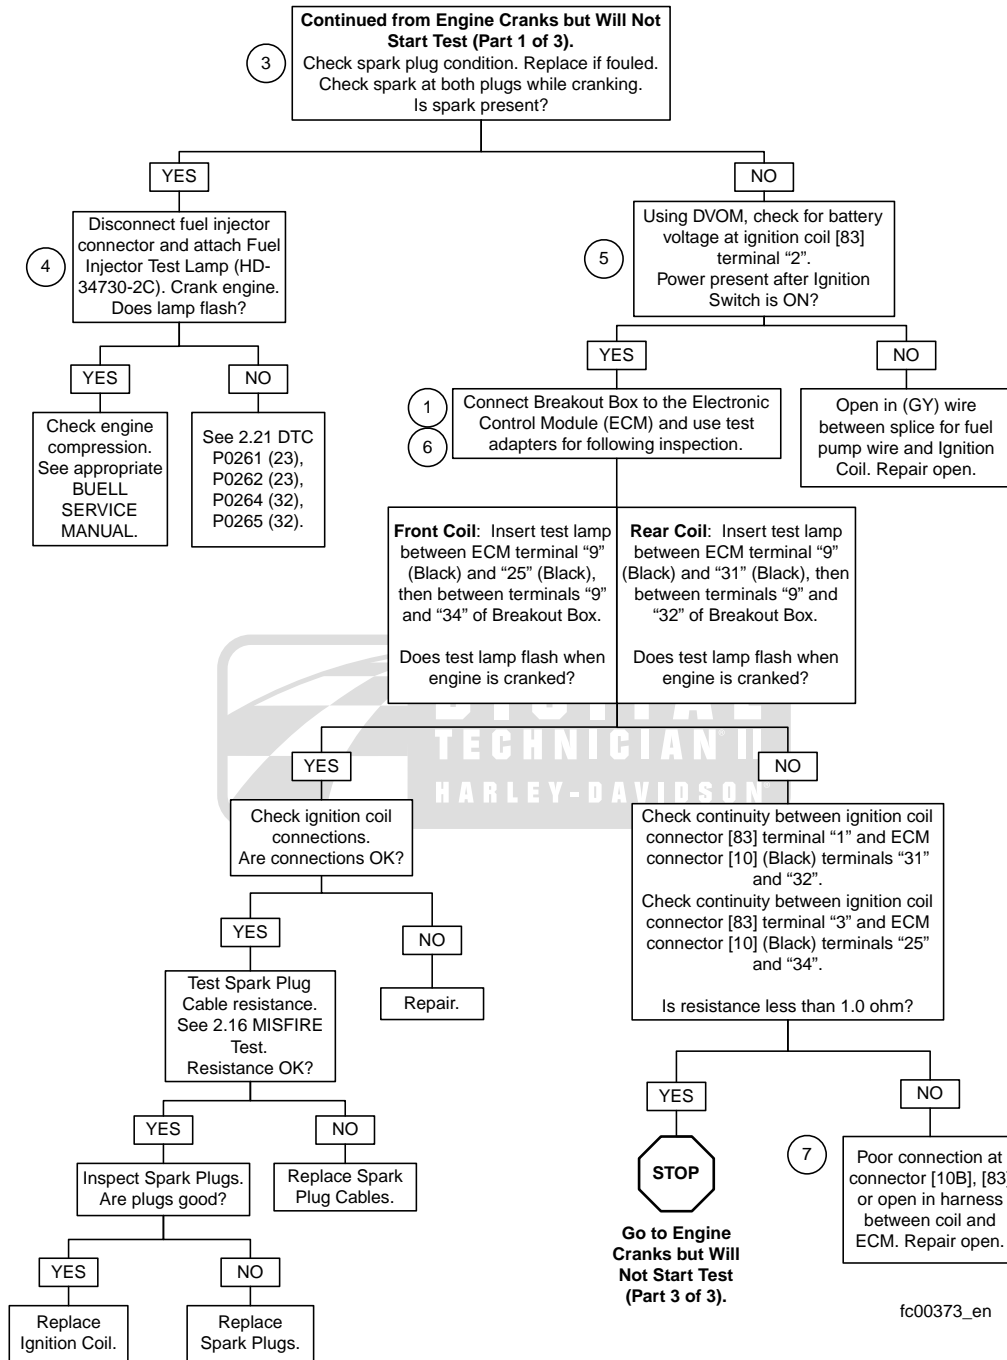 Continued from Engine Cranks but Will Not
Start Test (Part 1 of 3).
Check spark plug condition. Replace if fouled.
Check spark at both plugs while cranking.
Is spark present?
3
YES
NO
Disconnect fuel injector
connector and attach Fuel
Injector Test Lamp (HD-
34730-2C). Crank engine.
Does lamp flash?
4
Using DVOM, check for battery
voltage at ignition coil [83]
terminal “2”.
Power present after Ignition
Switch is ON?
5
YES
NO
YES
NO
Check engine
compression.
See appropriate
BUELL
SERVICE
MANUAL.
See 2.21 DTC
P0261 (23),
P0262 (23),
P0264 (32),
P0265 (32).
1
6
Connect Breakout Box to the Electronic
Control Module (ECM) and use test
adapters for following inspection.
Open in (GY) wire
between splice for fuel
pump wire and Ignition
Coil. Repair open.
Front Coil: Insert test lamp
between ECM terminal “9”
(Black) and “25” (Black),
then between terminals “9”
and “34” of Breakout Box.
Does test lamp flash when
engine is cranked?
Rear Coil: Insert test lamp
between ECM terminal “9”
(Black) and “31” (Black), then
between terminals “9” and
“32” of Breakout Box.
Does test lamp flash when
engine is cranked?
DIGITAL
TECHNICIAN II
HARLEY-DAVIDSON
YES
NO
Check ignition coil
connections.
Are connections OK?
Check continuity between ignition coil
connector [83] terminal “1” and ECM
connector [10] (Black) terminals “31”
and “32”.
Check continuity between ignition coil
connector [83] terminal “3” and ECM
connector [10] (Black) terminals “25”
and “34”.
Is resistance less than 1.0 ohm?
YES
NO
Test Spark Plug
Cable resistance.
See 2.16 MISFIRE
Test.
Resistance OK?
Repair.
YES
NO
YES
NO
Inspect Spark Plugs.
Are plugs good?
Replace Spark
Plug Cables.
STOP
Go to Engine
Cranks but Will
Not Start Test
(Part 3 of 3).
7
Poor connection at
connector [10B], [83]
or open in harness
between coil and
ECM. Repair open.
YES
NO
Replace
Ignition Coil.
Replace
Spark Plugs.
fc00373_en